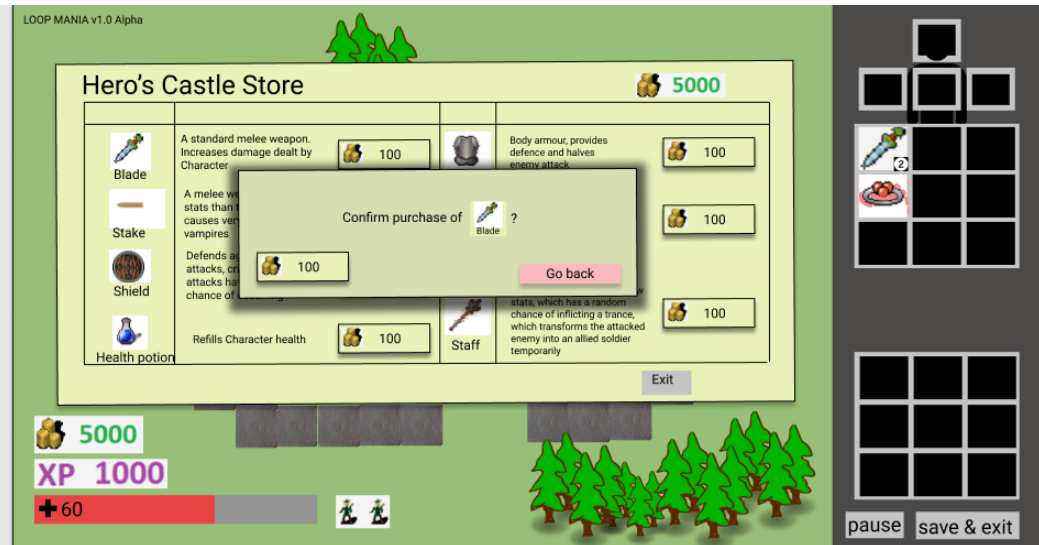 LOOP MANIA v1.0 Alpha
Hero's Castle Store
5000
Blade
A standard melee weapon.
Increases damage dealt by
Character
100
Body armour, provides
defence and halves
enemy attack
100
Stake
A melee we
stats than
causes ver
vampires
100
Confirm purchase of Blade ?
100
Go back
Shield
Defends ag
attacks, cri
attacks ha
chance of
Health potion
Refills Character health
100
Staff
stats, which has a random
chance of inflicting a trance,
which transforms the attacked
enemy into an allied soldier
temporarily
100
Exit
5000
XP 1000
60
2
pause
save & exit